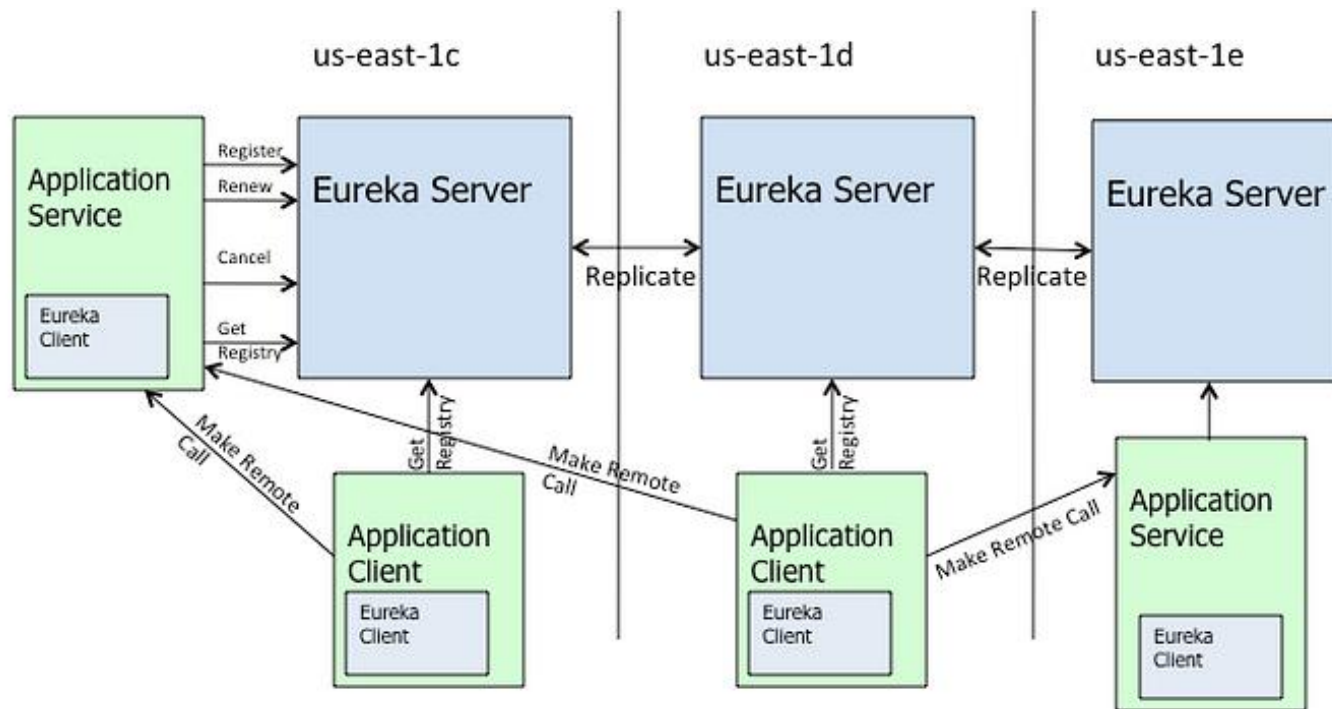 us-east-1c
us-east-1d
us-east-1e
Application
Service
Eureka
Client
Register
Renew
Cancel
Get
Registry
Eureka Server
Replicate
Eureka Server
Replicate
Eureka Server
Make Remote
Call
Get
Registry
Make Remote
Call
Get
Registry
Make Remote Call
Application
Client
Eureka
Client
Application
Client
Eureka
Client
Application
Service
Eureka
Client